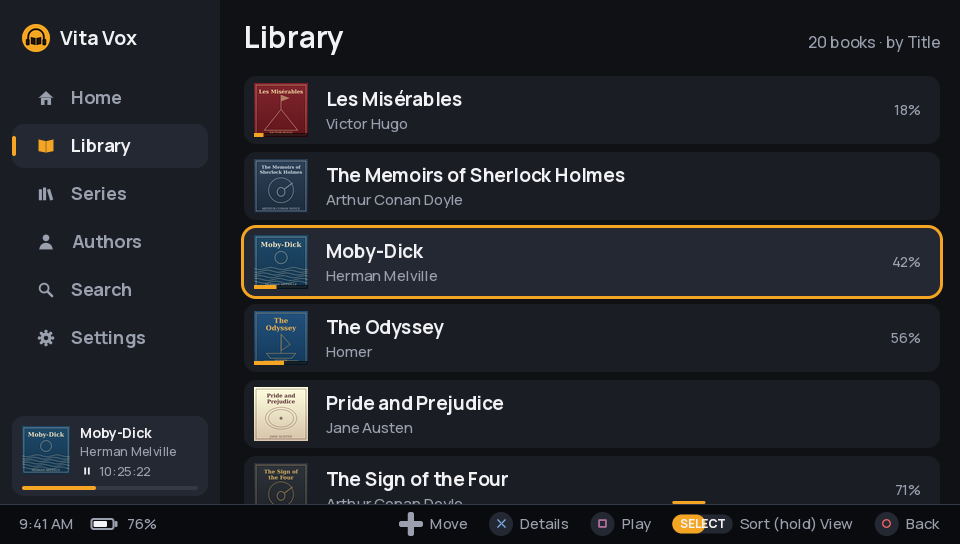 Vita Vox
Home
Library
Series
Authors
Search
Settings
Moby-Dick
Moby-Dick
Herman Melville
10:25:22
Library
20 books · by Title
Les Misérables
Les Misérables
Victor Hugo
18%
The Memoirs of
Sherlock Holmes
The Memoirs of Sherlock Holmes
Arthur Conan Doyle
Moby-Dick
Moby-Dick
Herman Melville
42%
The
Odyssey
The Odyssey
Homer
56%
Pride and
Prejudice
JANE AUSTEN
Pride and Prejudice
Jane Austen
The Sign of
the Four
The Sign of the Four
Arthur Conan Doyle
71%
9:41 AM
76%
Move
Details
Play
SELECT
Sort (hold) View
Back